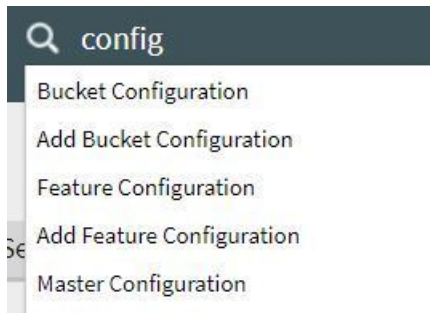 config
Bucket Configuration
Add Bucket Configuration
Feature Configuration
Add Feature Configuration
Master Configuration